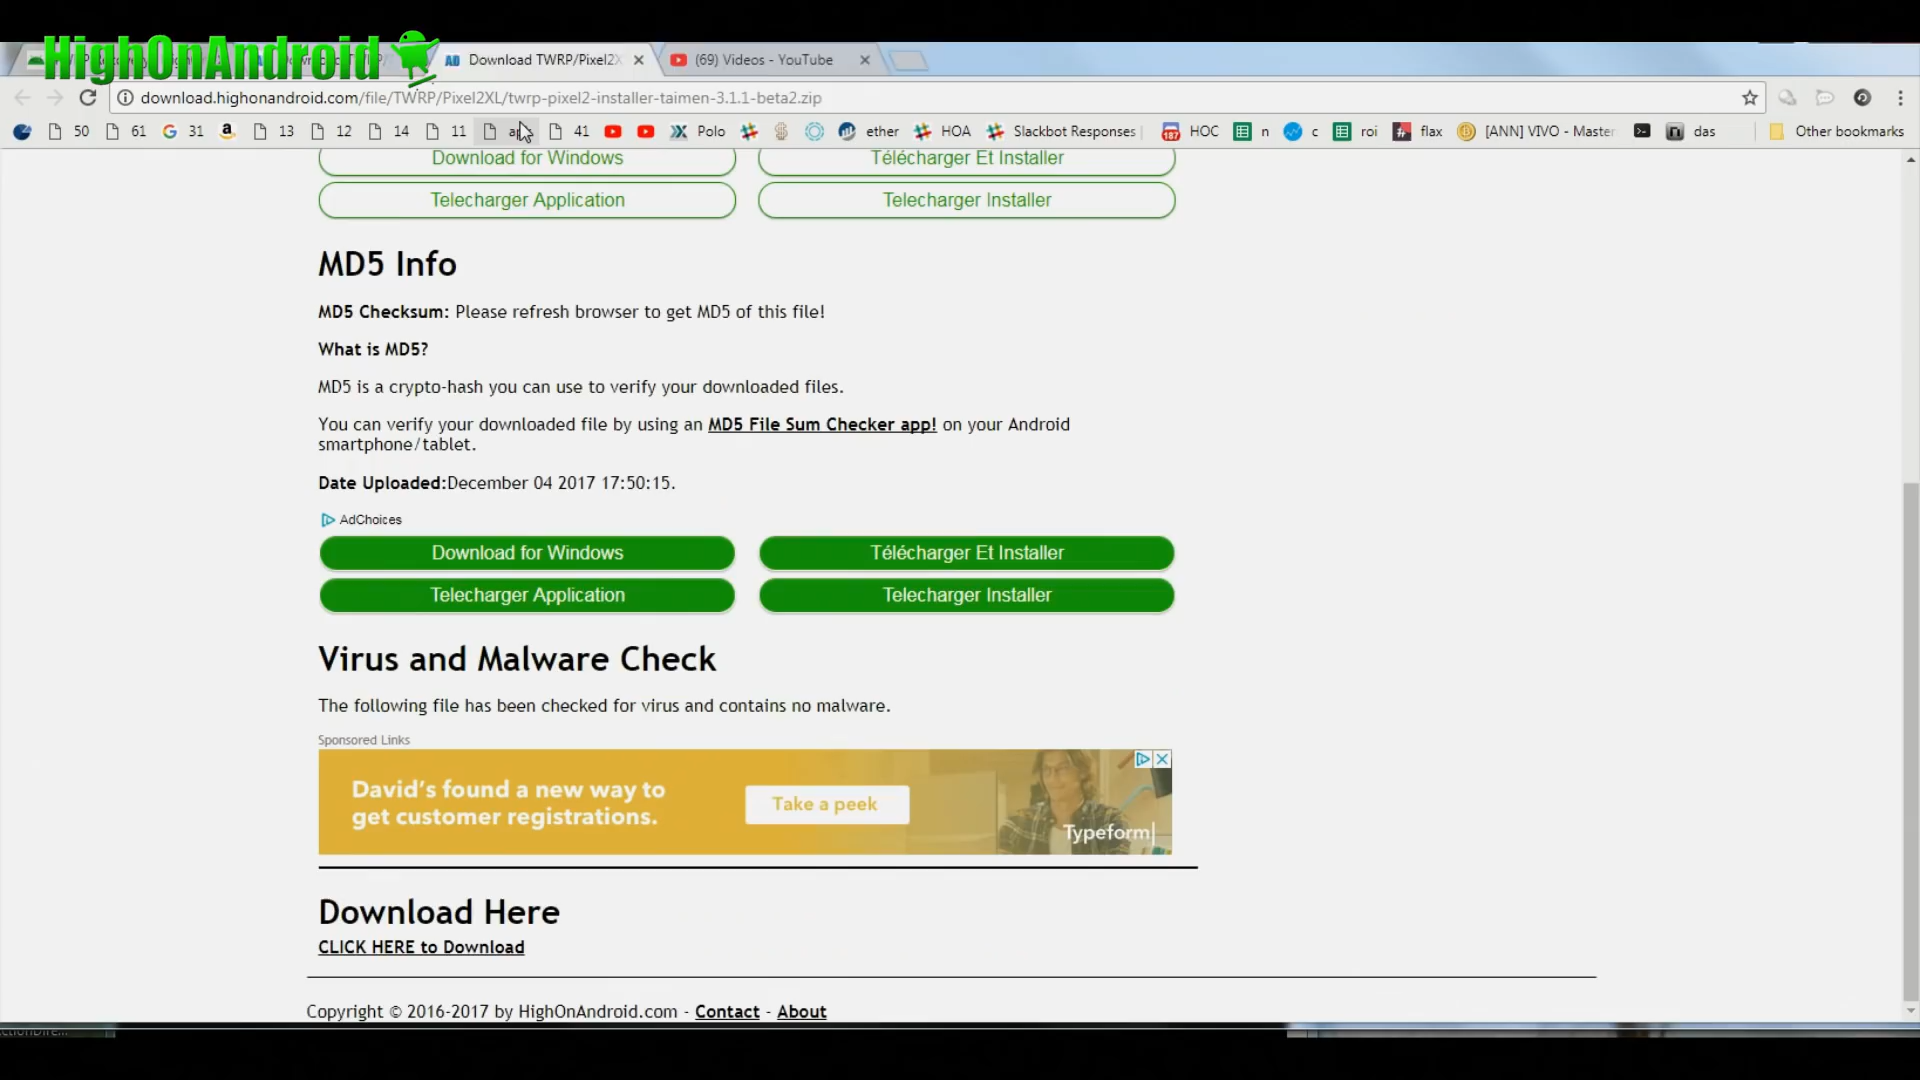 HighOnAndroid
Download TWRP/Pixel2X
(69) Videos - YouTube
download.highonandroid.com/file/TWRP/Pixel2XL/twrp-pixel2-installer-taimen-3.1.1-beta2.zip
50 61 31 13 12 14 11 41 Polo ether HOA Slackbot Responses HOC n c roi flax [ANN] VIVO - Master das Other bookmarks
Download for Windows Télécharger Et Installer
Telecharger Application Telecharger Installer
MD5 Info
MD5 Checksum: Please refresh browser to get MD5 of this file!
What is MD5?
MD5 is a crypto-hash you can use to verify your downloaded files.
You can verify your downloaded file by using an MD5 File Sum Checker app! on your Android
smartphone/tablet.
Date Uploaded:December 04 2017 17:50:15.
AdChoices
Download for Windows Télécharger Et Installer
Telecharger Application Telecharger Installer
Virus and Malware Check
The following file has been checked for virus and contains no malware.
Sponsored Links
David's found a new way to
get customer registrations.
Take a peek
Typeform
Download Here
CLICK HERE to Download
Copyright © 2016-2017 by HighOnAndroid.com - Contact - About